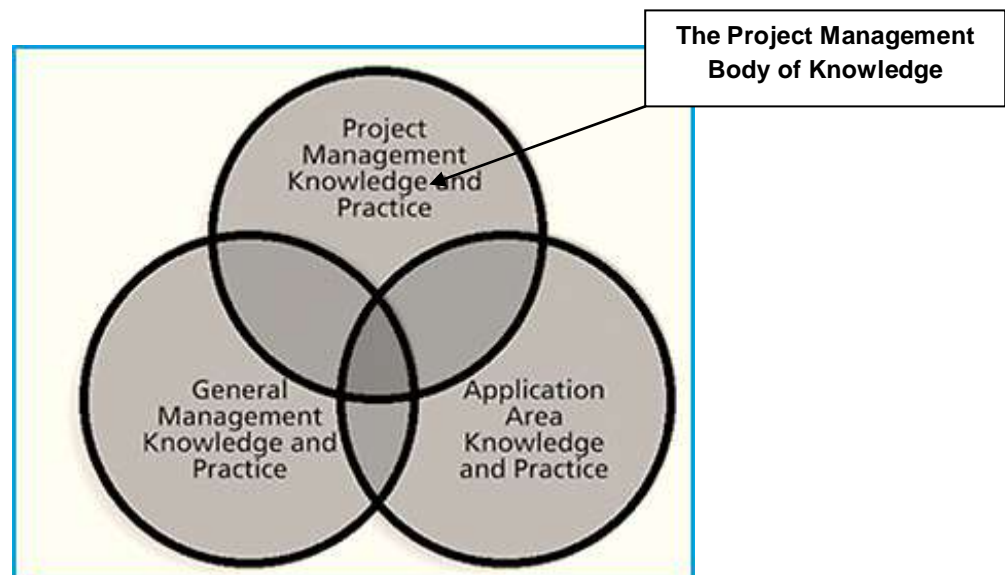 The Project Management
Body of Knowledge
Project
Management
Knowledge and
Practice
General
Management
Knowledge and
Practice
Application
Area
Knowledge
and Practice